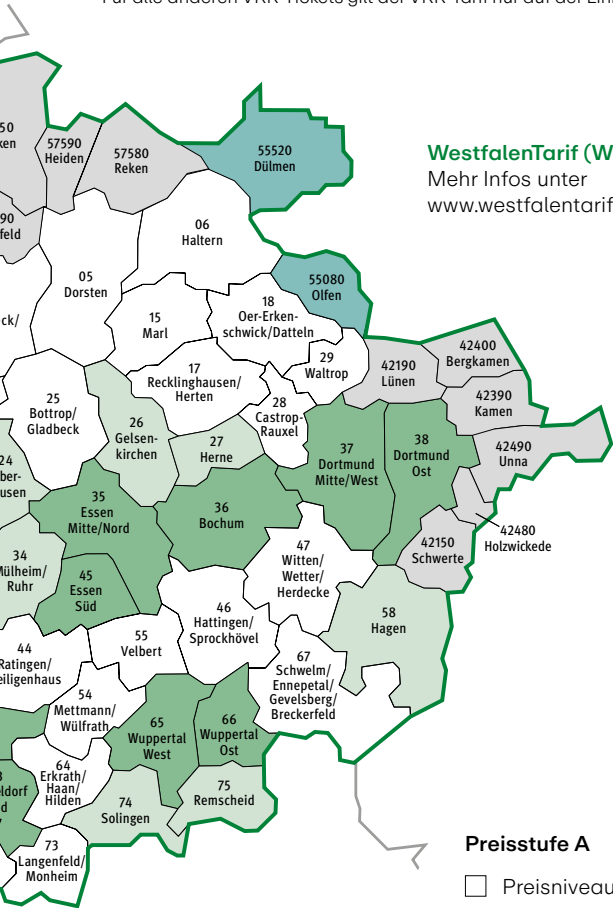 55520
Dülmen
57590
Heiden
57580
Reken
WestfalenTarif (W
Mehr Infos unter
www.westfalentarif
06
Haltern
05
Dorsten
55080
Olfen
15
Marl
18
Oer-Erken-
schwick/Datteln
29
Waltrop
42190
Lünen
42400
Bergkamen
42390
Kamen
42490
Unna
17
Recklinghausen/
Herten
25
Bottrop/
Gladbeck
26
Gelsen-
kirchen
28
Castrop-
Rauxel
27
Herne
37
Dortmund
Mitte/West
38
Dortmund
Ost
35
Essen
Mitte/Nord
36
Bochum
42480
Holzwickede
42150
Schwerte
34
Mülheim/
Ruhr
45
Essen
Süd
47
Witten/
Wetter/
Herdecke
46
Hattingen/
Sprockhövel
58
Hagen
44
Ratingen/
eiligenhaus
55
Velbert
67
Schwelm/
Ennepetal/
Gevelsberg/
Breckerfeld
54
Mettmann/
Wülfrath
65
Wuppertal
West
66
Wuppertal
Ost
64
Erkrath/
Haan/
Hilden
74
Solingen
75
Remscheid
73
Langenfeld/
Monheim
Preisstufe A
Preisniveau